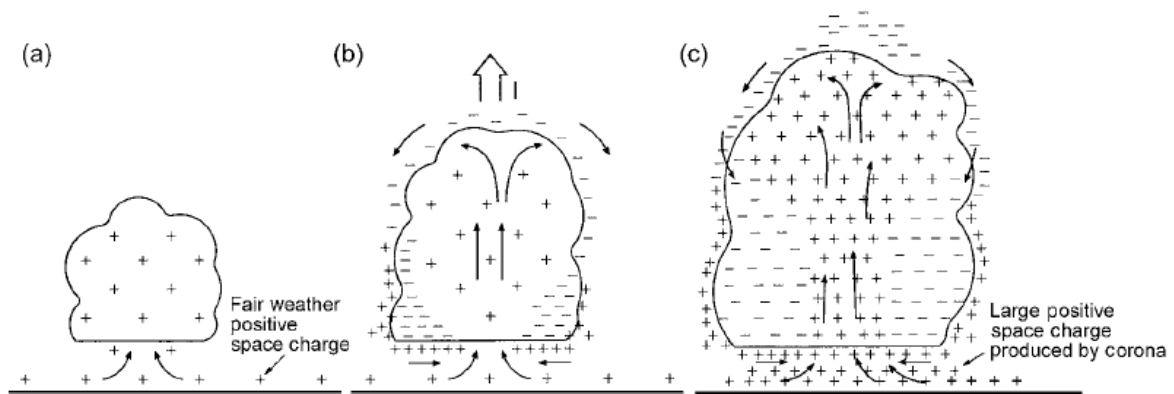 (a)
(b)
(c)
Fair weather
positive
space charge
Large positive
space charge
produced by corona